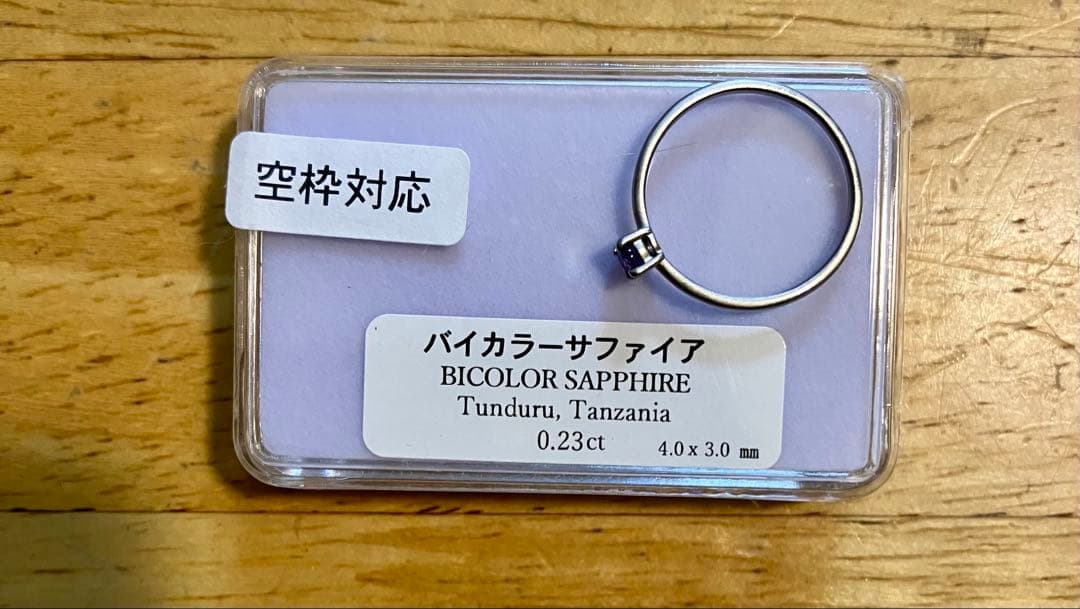 空枠対応
バイカラーサファイア
BICOLOR SAPPHIRE
Tunduru, Tanzania
0.23ct 4.0 x 3.0 ㎜